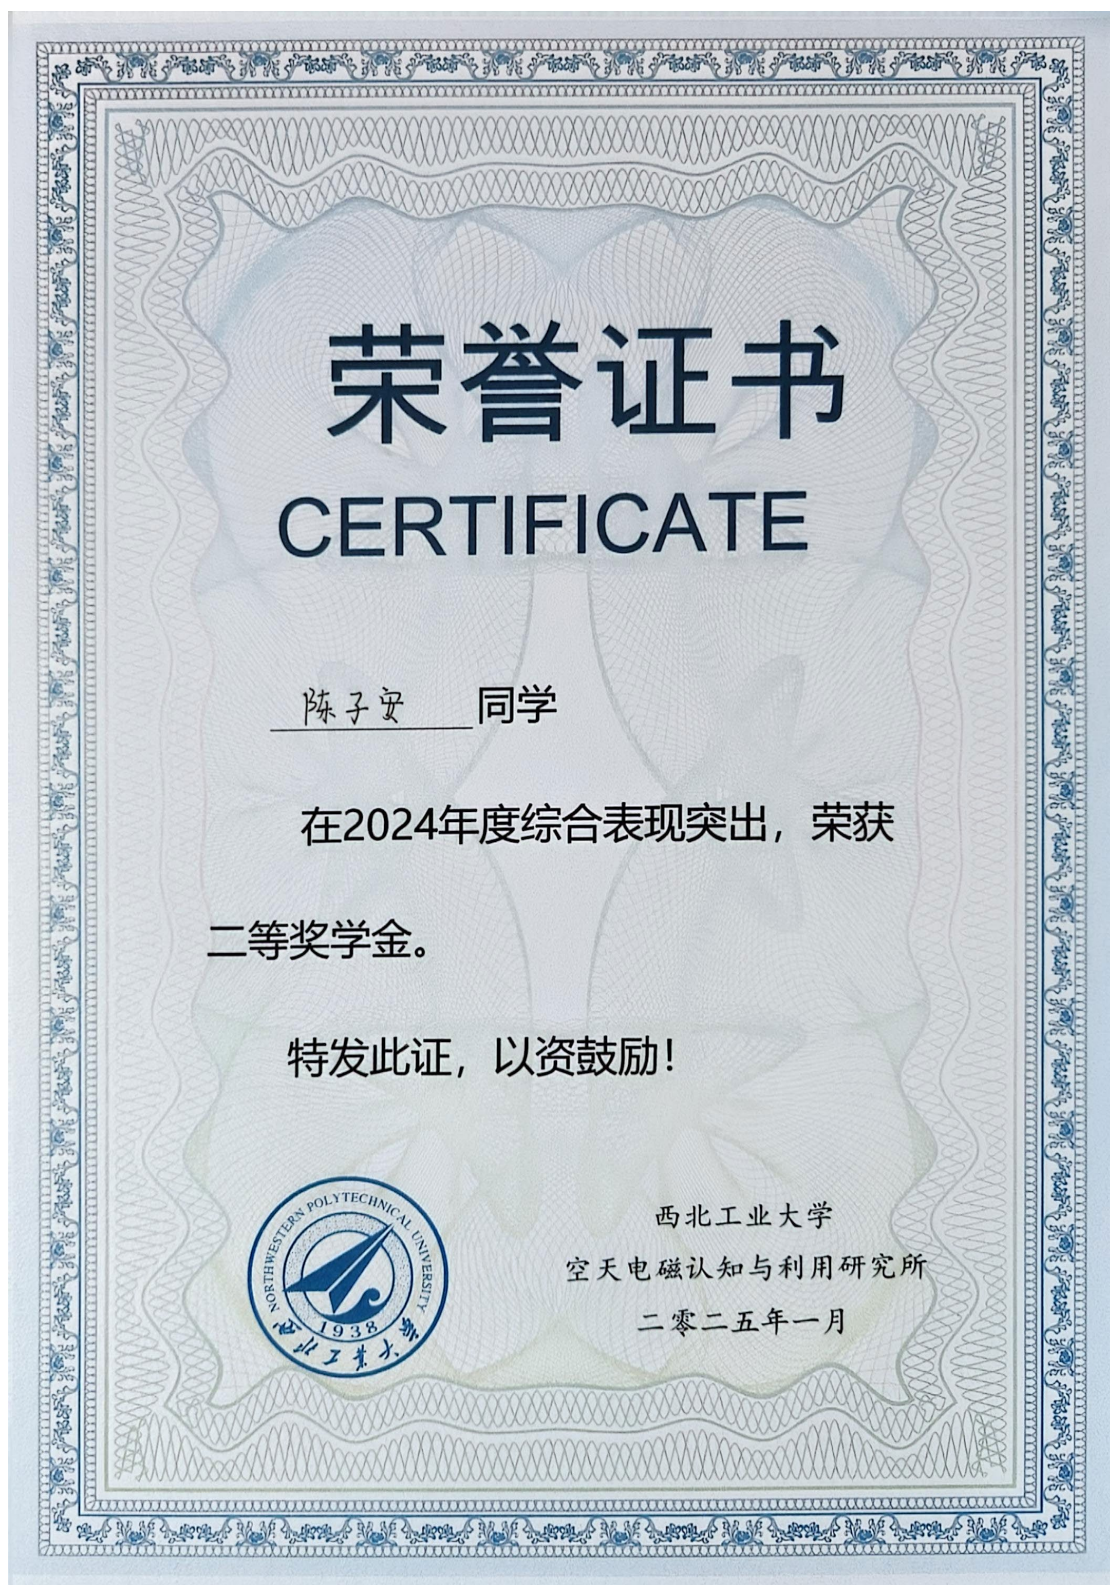 荣誉证书
CERTIFICATE
陈子安 同学
在2024年度综合表现突出，荣获
二等奖学金。
特发此证，以资鼓励！
NORTHWESTERN POLYTECHNICAL UNIVERSITY
1938
西北工业大学
西北工业大学
空天电磁认知与利用研究所
二零二五年一月